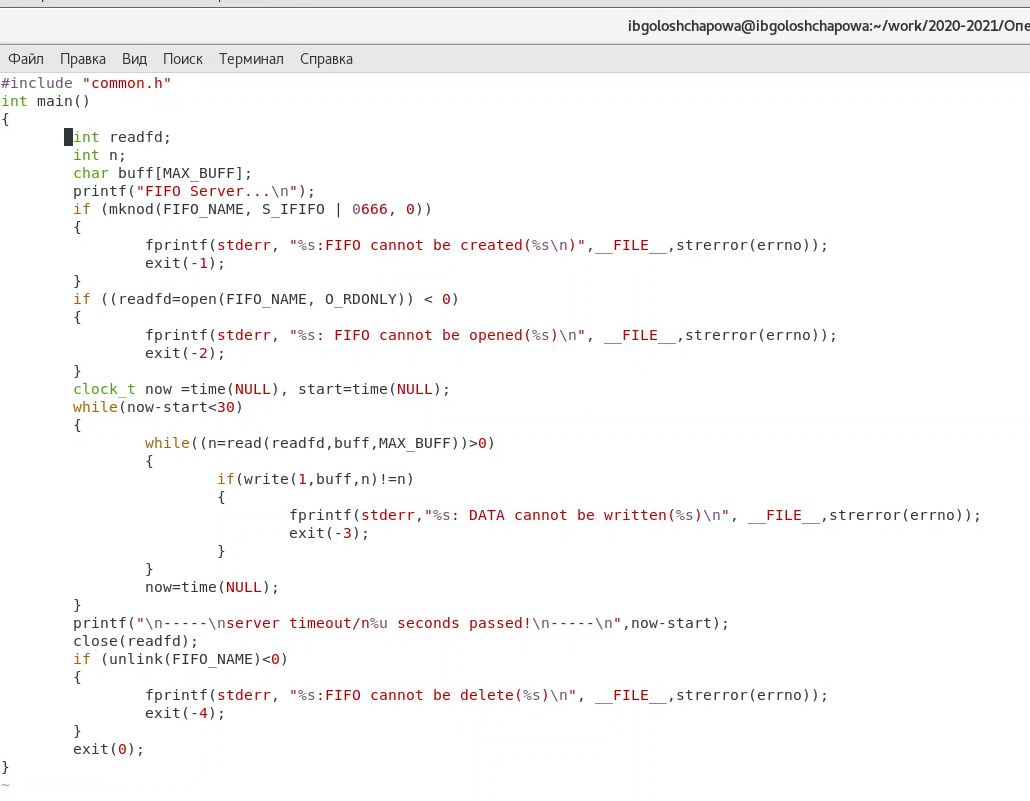 ibgoloshchapowa@ibgoloshchapowa:~/work/2020-2021/Опе
Файл Правка Вид Поиск Терминал Справка
#include "common.h"
int main()
{
        int readfd;
        int n;
        char buff[MAX_BUFF];
        printf("FIFO Server...\n");
        if (mknod(FIFO_NAME, S_IFIFO | 0666, 0))
        {
                fprintf(stderr, "%s:FIFO cannot be created(%s\n)",__FILE__,strerror(errno));
                exit(-1);
        }
        if ((readfd=open(FIFO_NAME, O_RDONLY)) < 0)
        {
                fprintf(stderr, "%s: FIFO cannot be opened(%s)\n", __FILE__,strerror(errno));
                exit(-2);
        }
        clock_t now =time(NULL), start=time(NULL);
        while(now-start<30)
        {
                while((n=read(readfd,buff,MAX_BUFF))>0)
                {
                        if(write(1,buff,n)!=n)
                        {
                                fprintf(stderr,"%s: DATA cannot be written(%s)\n", __FILE__,strerror(errno));
                                exit(-3);
                        }
                }
                now=time(NULL);
        }
        printf("\n-----\nserver timeout/n%u seconds passed!\n-----\n",now-start);
        close(readfd);
        if (unlink(FIFO_NAME)<0)
        {
                fprintf(stderr, "%s:FIFO cannot be delete(%s)\n", __FILE__,strerror(errno));
                exit(-4);
        }
        exit(0);
}
~